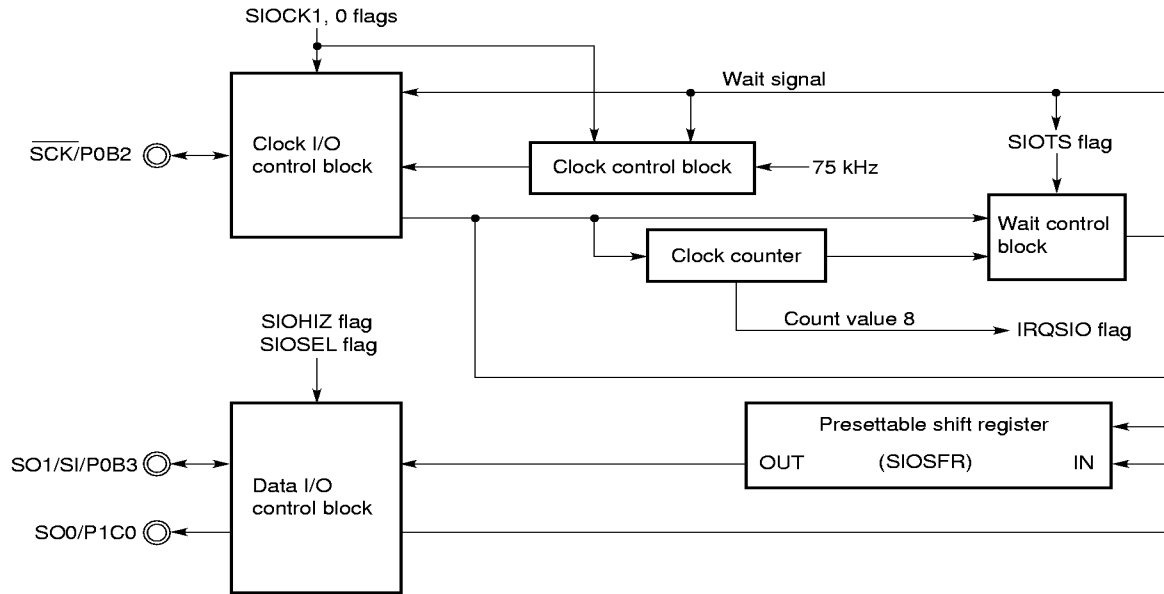 SIOCK1, 0 flags
Wait signal
SCK/P0B2
Clock I/O
control block
Clock control block
75 kHz
SIOTS flag
Wait control
block
Clock counter
Count value 8
IRQSIO flag
SIOHIZ flag
SIOSEL flag
Presettable shift register
OUT (SIOSFR) IN
SO1/SI/P0B3
Data I/O
control block
SO0/P1C0